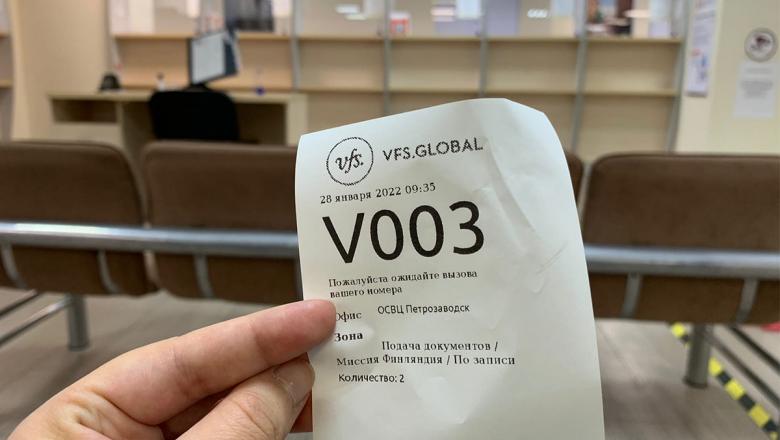 vfs. VFS.GLOBAL
28 января 2022 09:35
V003
Пожалуйста ожидайте вызова
вашего номера
Офис ОСВЦ Петрозаводск
Зона
Подача документов /
Миссия Финляндия / По записи
Количество: 2